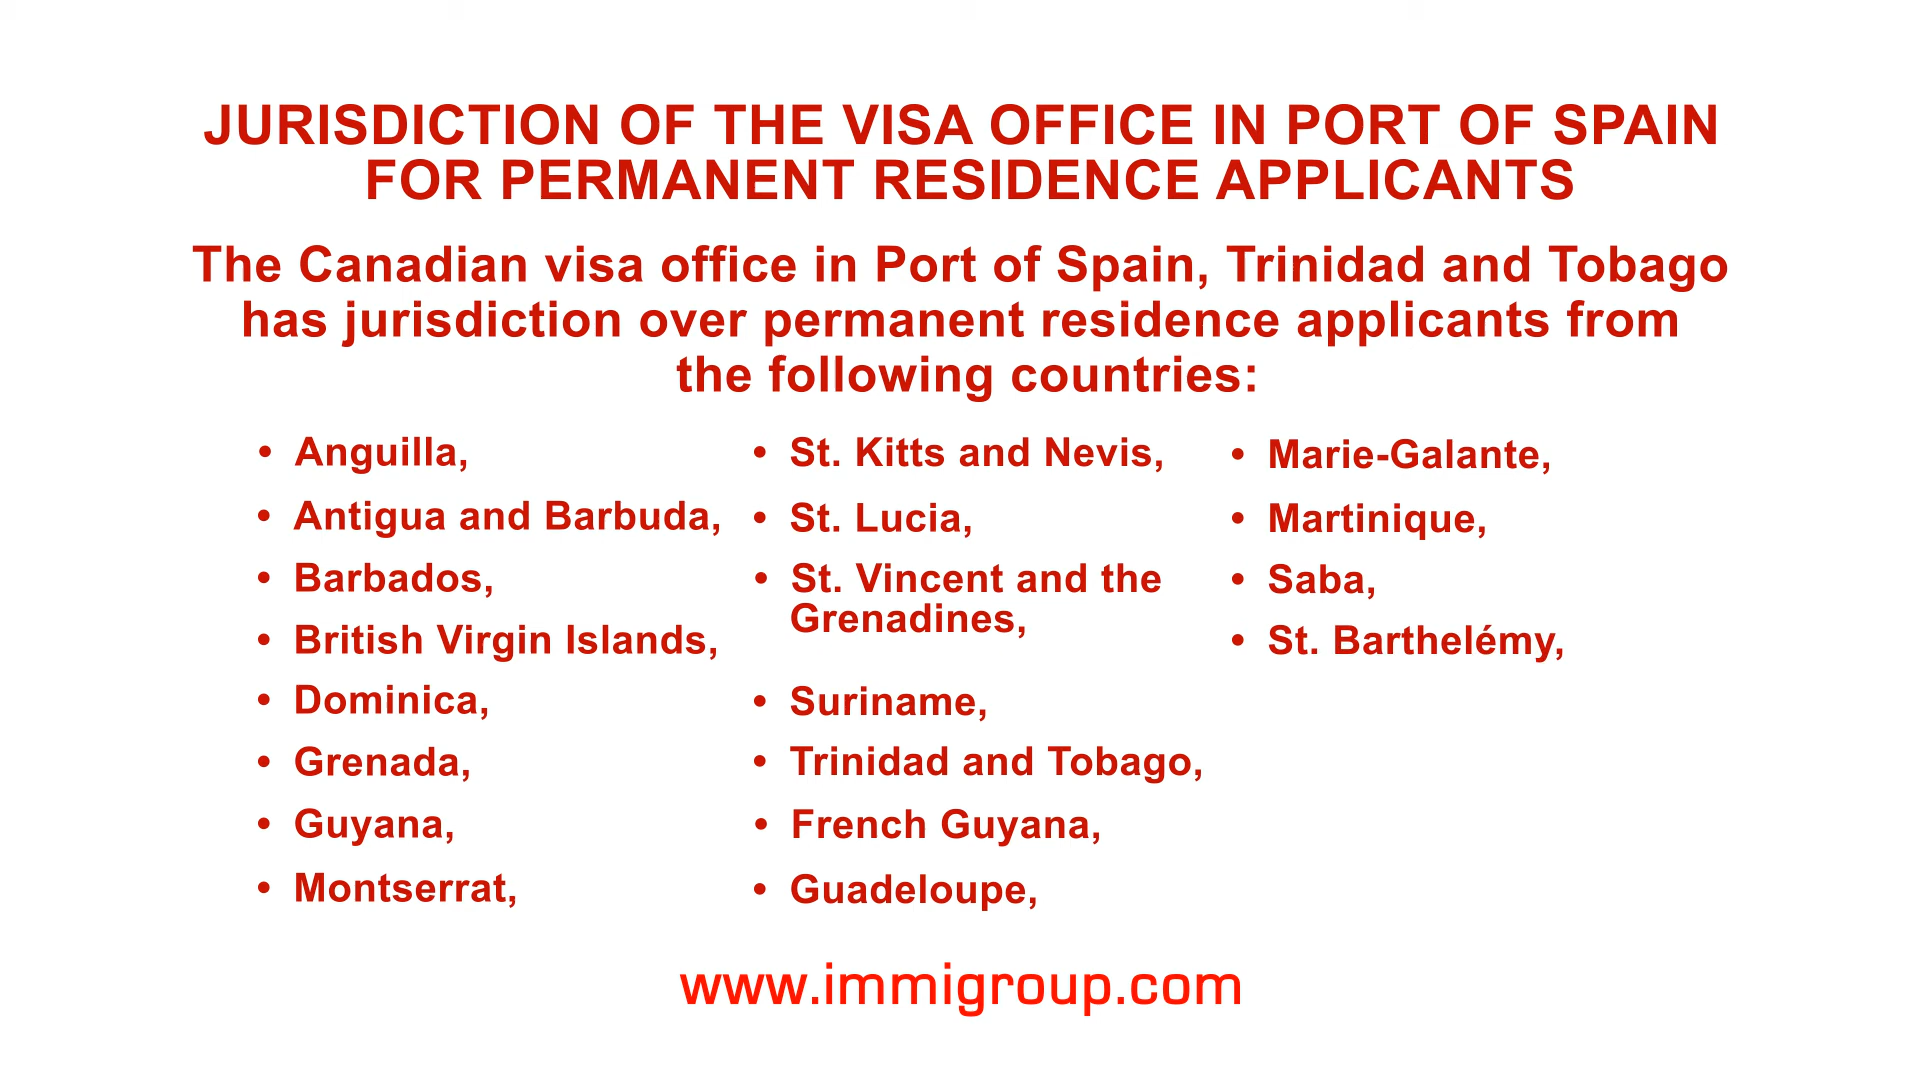 JURISDICTION OF THE VISA OFFICE IN PORT OF SPAIN
FOR PERMANENT RESIDENCE APPLICANTS
The Canadian visa office in Port of Spain, Trinidad and Tobago
has jurisdiction over permanent residence applicants from
the following countries:
• Anguilla,
• Antigua and Barbuda,
• Barbados,
• British Virgin Islands,
• Dominica,
• Grenada,
• Guyana,
• Montserrat,
• St. Kitts and Nevis,
• St. Lucia,
• St. Vincent and the
Grenadines,
• Suriname,
• Trinidad and Tobago,
• French Guyana,
• Guadeloupe,
• Marie-Galante,
• Martinique,
• Saba,
• St. Barthelémy,
www.immigroup.com